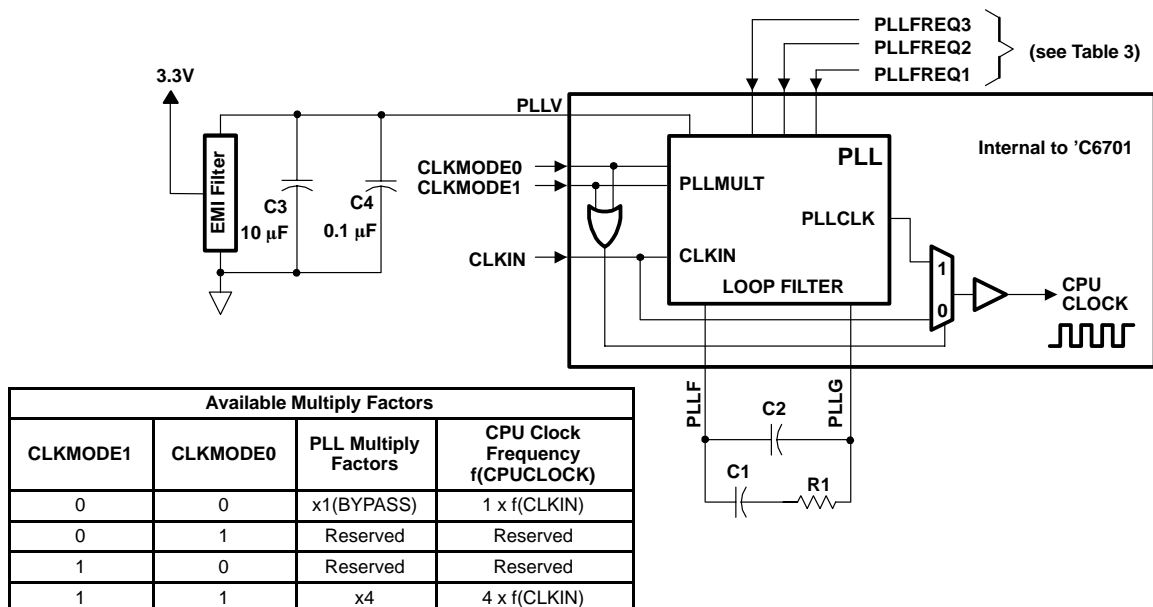 PLLFREQ3
PLLFREQ2
PLLFREQ1
(see Table 3)
3.3V
PLLV
EMI Filter
C3
10 μF
C4
0.1 μF
CLKMODE0
CLKMODE1
CLKIN
PLL
PLLMULT
PLLCLK
CLKIN
LOOP FILTER
Internal to ’C6701
1
0
CPU
CLOCK
PLLF
PLLG
C2
C1
R1
Available Multiply Factors
CLKMODE1 CLKMODE0 PLL Multiply Factors CPU Clock Frequency f(CPUCLOCK)
0 0 x1(BYPASS) 1 x f(CLKIN)
0 1 Reserved Reserved
1 0 Reserved Reserved
1 1 x4 4 x f(CLKIN)